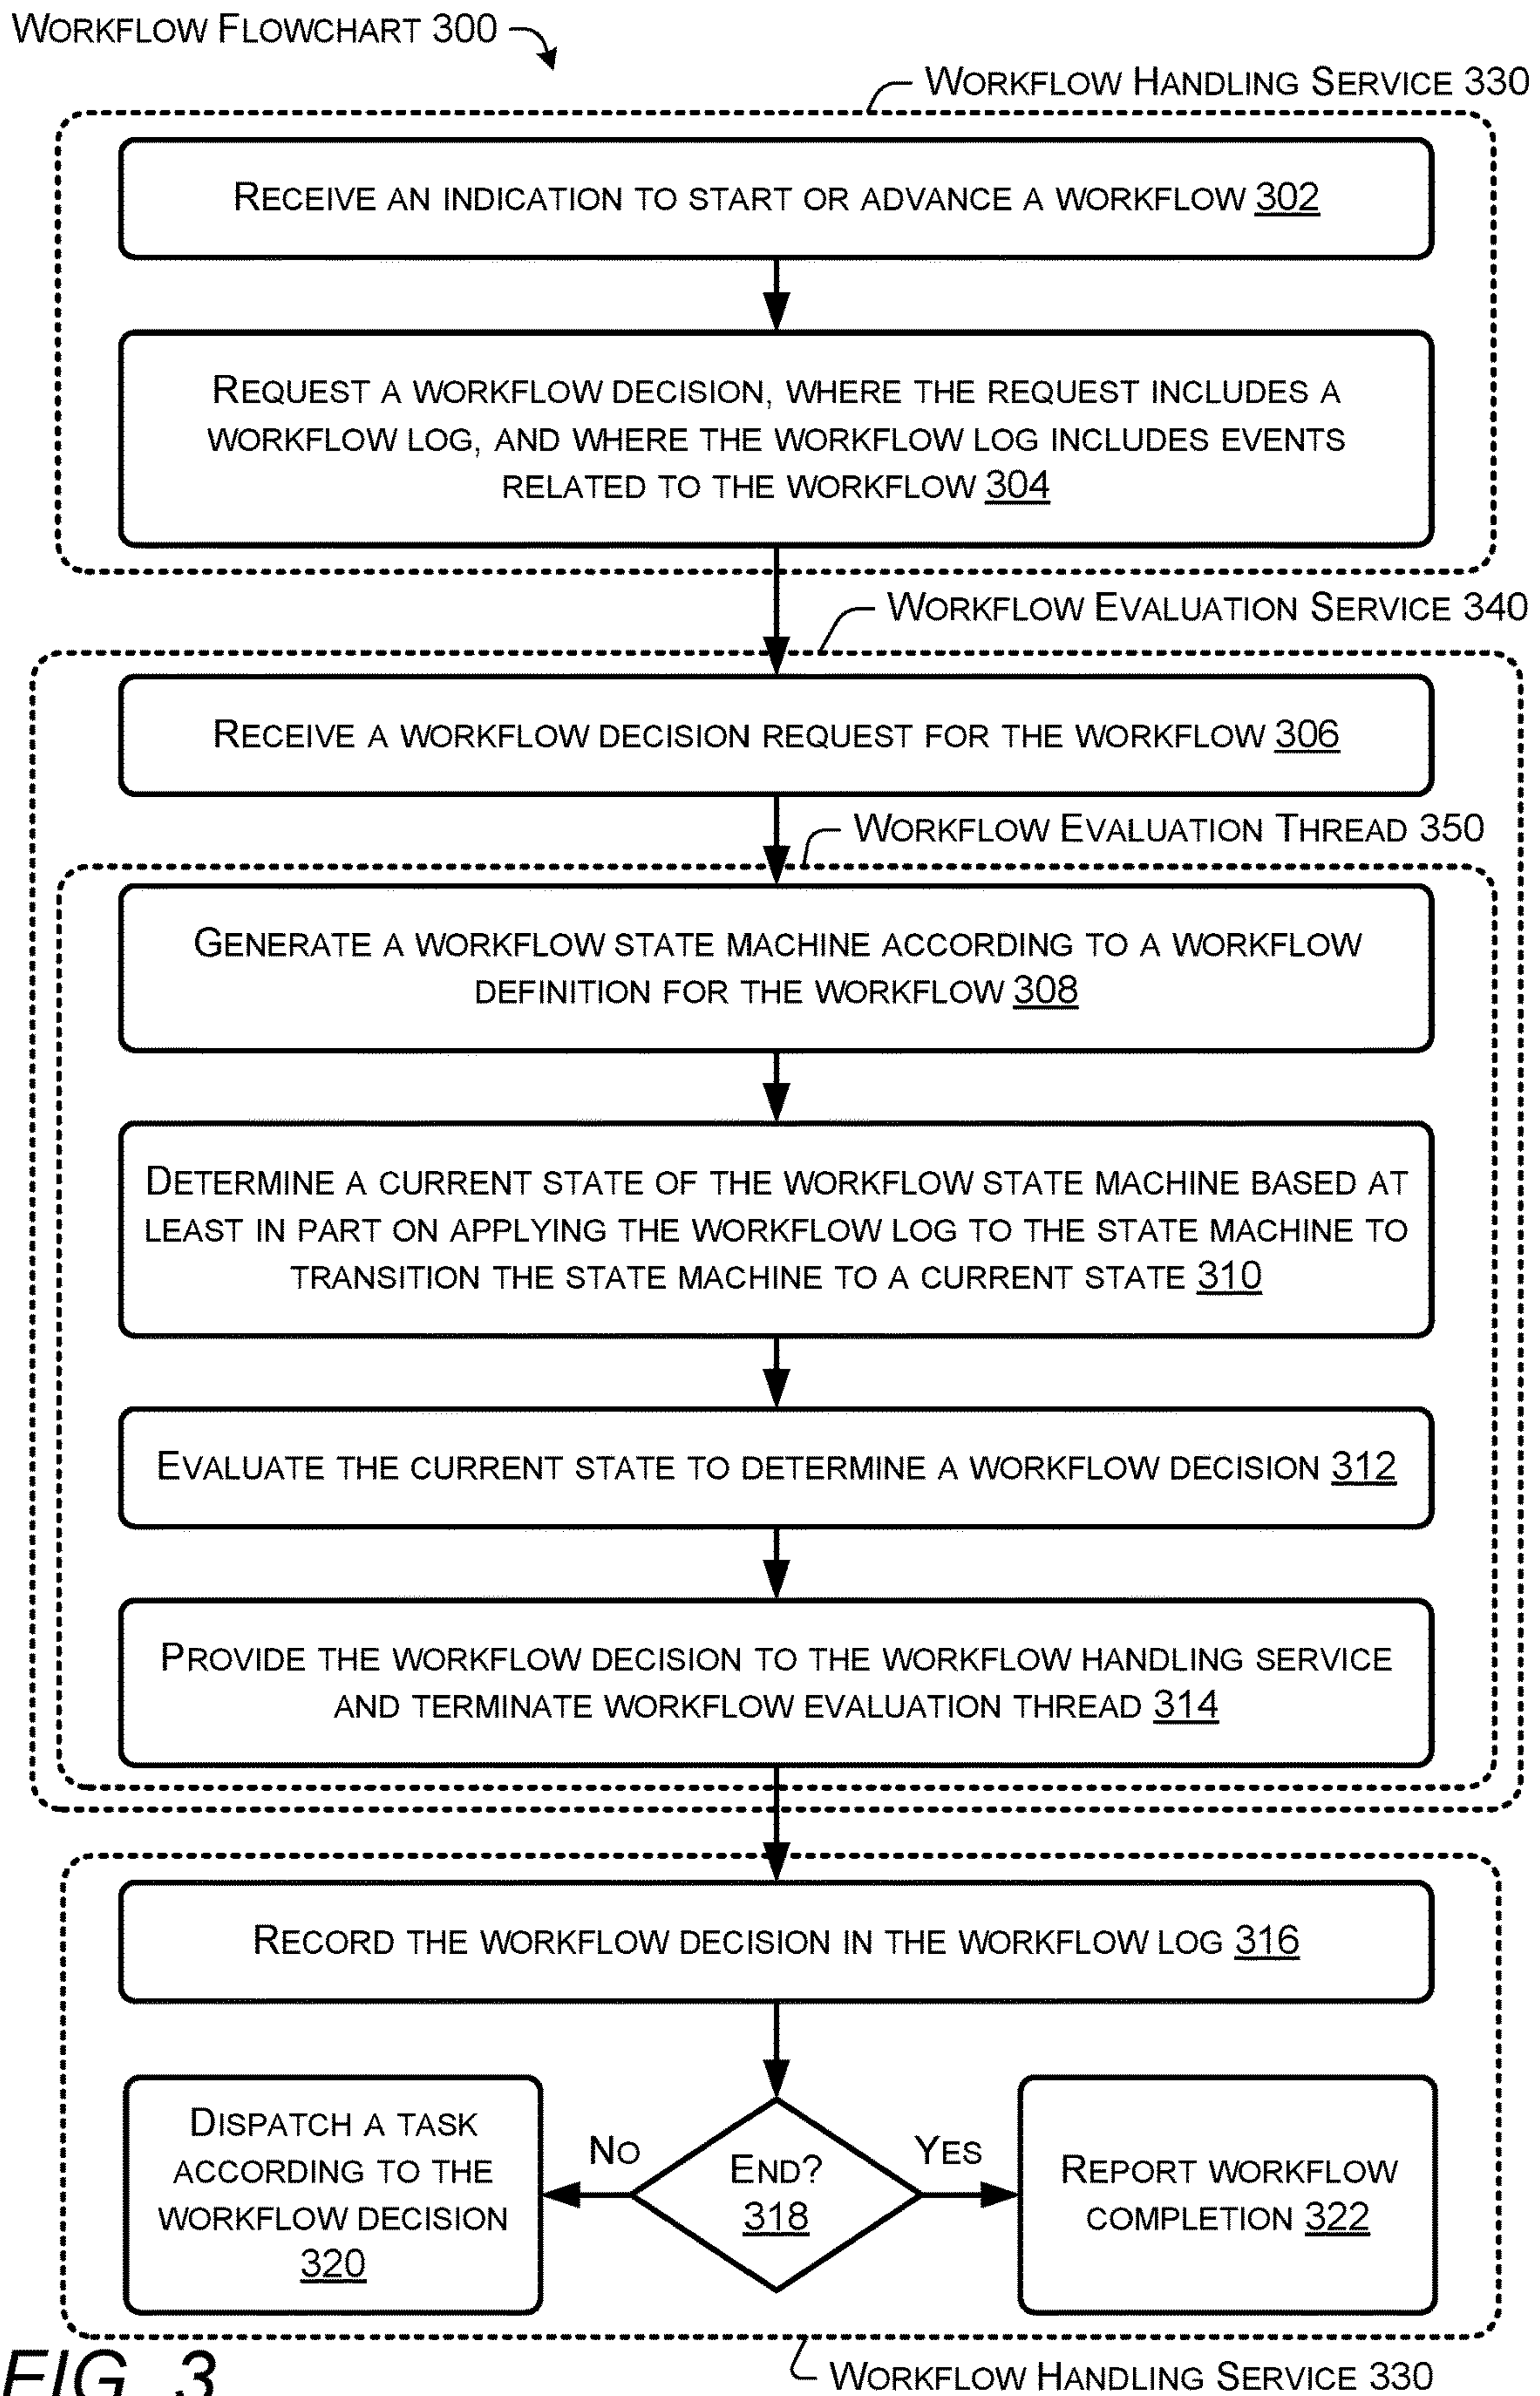 WORKFLOW FLOWCHART 300
WORKFLOW HANDLING SERVICE 330
RECEIVE AN INDICATION TO START OR ADVANCE A WORKFLOW 302
REQUEST A WORKFLOW DECISION, WHERE THE REQUEST INCLUDES A
WORKFLOW LOG, AND WHERE THE WORKFLOW LOG INCLUDES EVENTS
RELATED TO THE WORKFLOW 304
WORKFLOW EVALUATION SERVICE 340
RECEIVE A WORKFLOW DECISION REQUEST FOR THE WORKFLOW 306
WORKFLOW EVALUATION THREAD 350
GENERATE A WORKFLOW STATE MACHINE ACCORDING TO A WORKFLOW
DEFINITION FOR THE WORKFLOW 308
DETERMINE A CURRENT STATE OF THE WORKFLOW STATE MACHINE BASED AT
LEAST IN PART ON APPLYING THE WORKFLOW LOG TO THE STATE MACHINE TO
TRANSITION THE STATE MACHINE TO A CURRENT STATE 310
EVALUATE THE CURRENT STATE TO DETERMINE A WORKFLOW DECISION 312
PROVIDE THE WORKFLOW DECISION TO THE WORKFLOW HANDLING SERVICE
AND TERMINATE WORKFLOW EVALUATION THREAD 314
RECORD THE WORKFLOW DECISION IN THE WORKFLOW LOG 316
DISPATCH A TASK
ACCORDING TO THE
WORKFLOW DECISION
320
NO
END?
318
YES
REPORT WORKFLOW
COMPLETION 322
WORKFLOW HANDLING SERVICE 330
FIG. 3